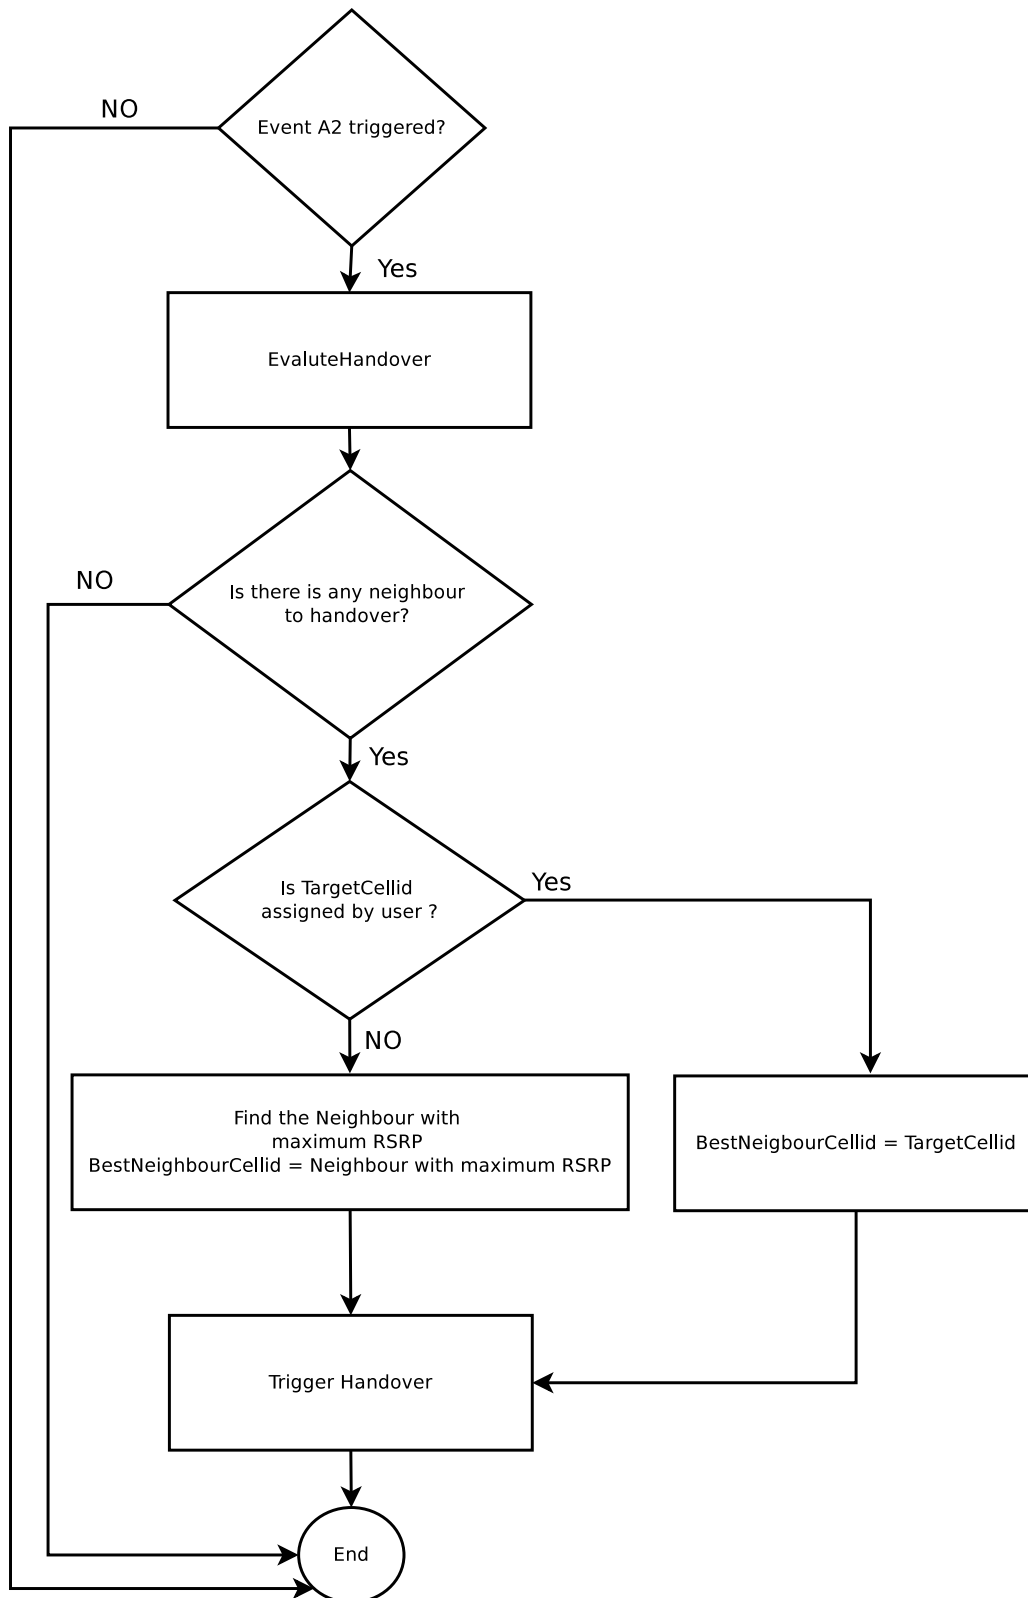 NO
Event A2 triggered?
Yes
EvaluteHandover
NO
Is there is any neighbour
to handover?
Yes
Is TargetCellid
assigned by user ?
Yes
NO
Find the Neighbour with
maximum RSRP
BestNeighbourCellid = Neighbour with maximum RSRP
BestNeigbourCellid = TargetCellid
Trigger Handover
End